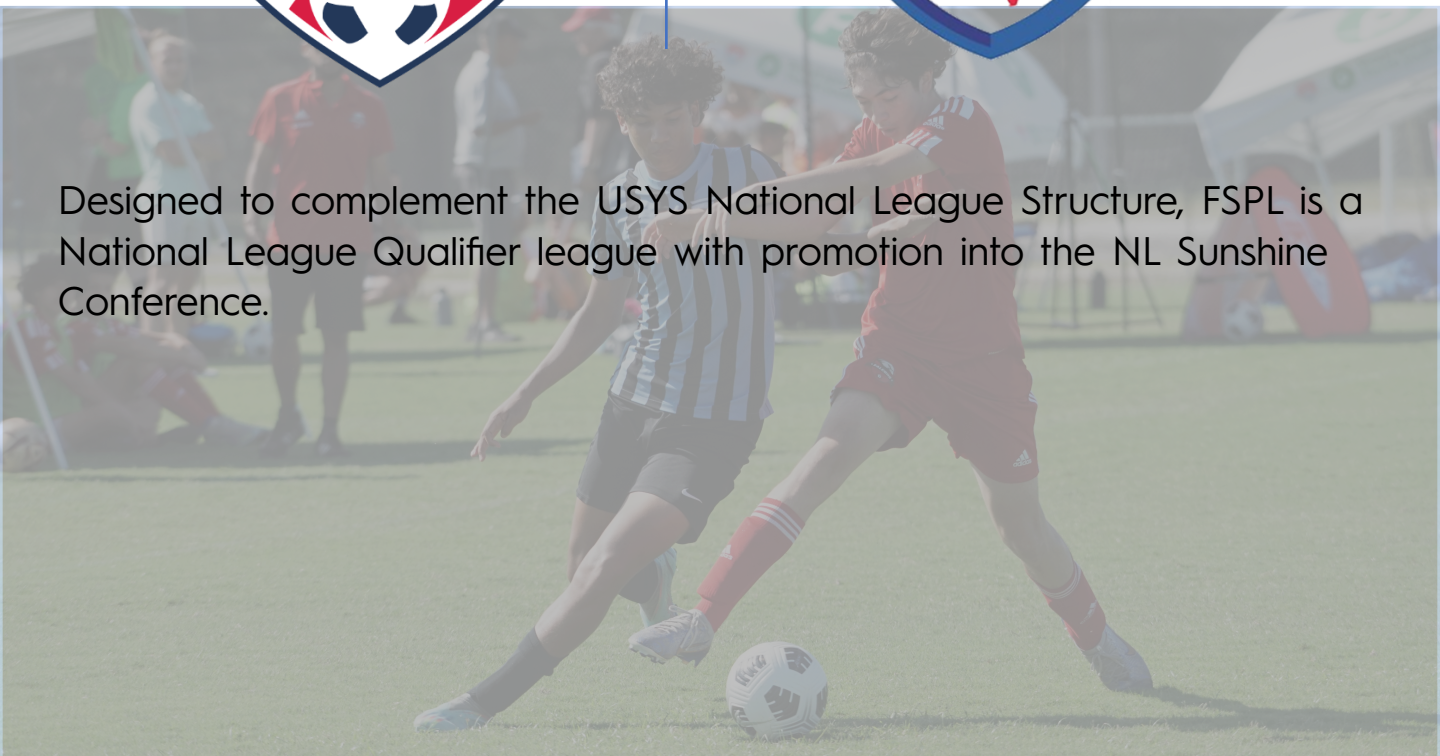 Designed to complement the USYS National League Structure, FSPL is a
National League Qualifier league with promotion into the NL Sunshine
Conference.